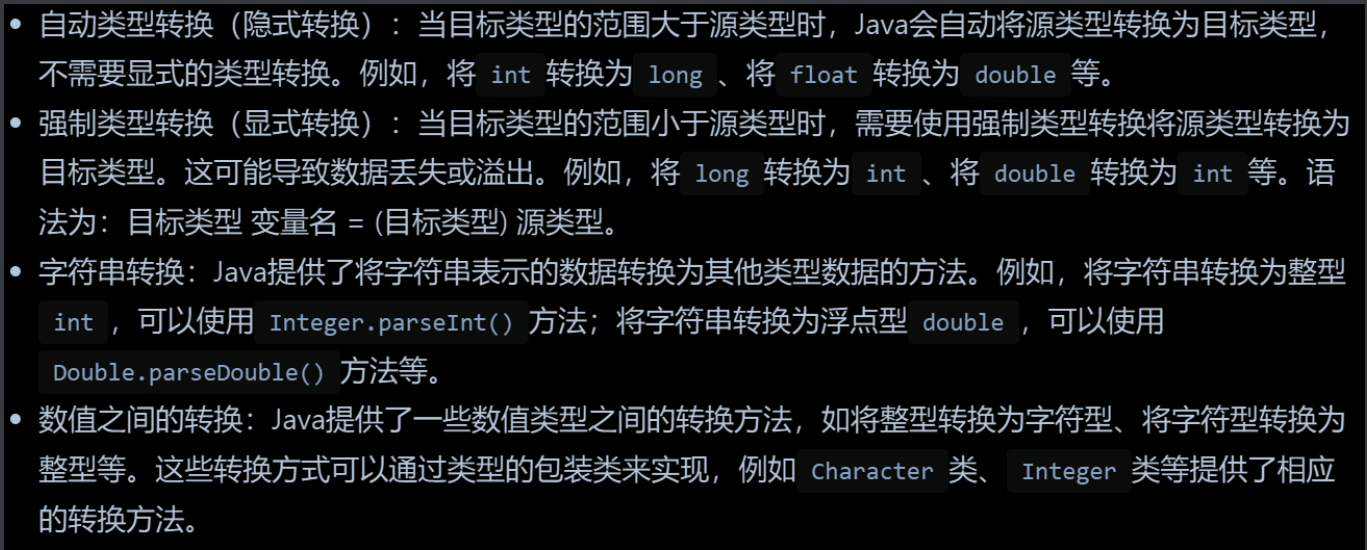 • 自动类型转换（隐式转换）：当目标类型的范围大于源类型时，Java会自动将源类型转换为目标类型，
不需要显式的类型转换。例如，将 int 转换为 long 、将 float 转换为 double 等。
• 强制类型转换（显式转换）：当目标类型的范围小于源类型时，需要使用强制类型转换将源类型转换为
目标类型。这可能导致数据丢失或溢出。例如，将 long 转换为 int 、将 double 转换为 int 等。语
法为：目标类型 变量名 = (目标类型) 源类型。
• 字符串转换：Java提供了将字符串表示的数据转换为其他类型数据的方法。例如，将字符串转换为整型
int ，可以使用 Integer.parseInt() 方法；将字符串转换为浮点型 double ，可以使用
Double.parseDouble() 方法等。
• 数值之间的转换：Java提供了一些数值类型之间的转换方法，如将整型转换为字符型、将字符型转换为
整型等。这些转换方式可以通过类型的包装类来实现，例如 Character 类、 Integer 类等提供了相应
的转换方法。